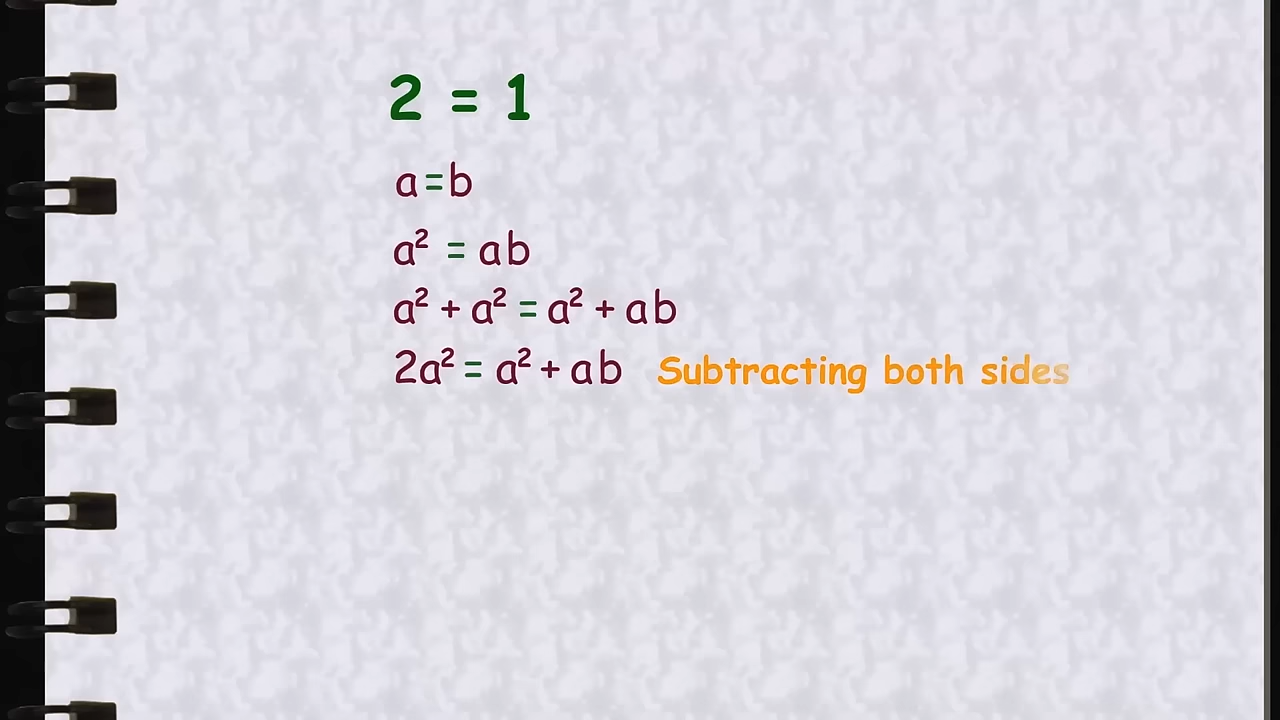 2 = 1
a = b
a² = ab
a² + a² = a² + ab
2a² = a² + ab Subtracting both sides